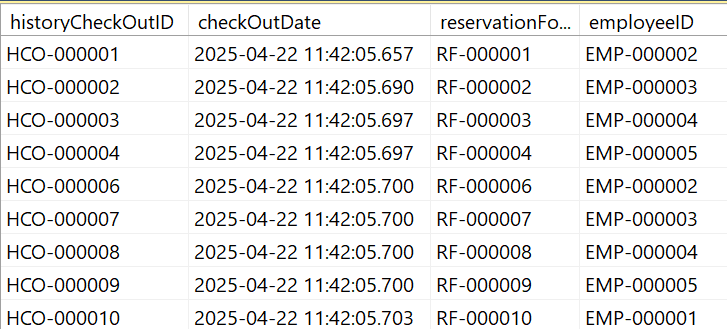 historyCheckOutID checkOutDate reservationFo... employeeID
HCO-000001 2025-04-22 11:42:05.657 RF-000001 EMP-000002
HCO-000002 2025-04-22 11:42:05.690 RF-000002 EMP-000003
HCO-000003 2025-04-22 11:42:05.697 RF-000003 EMP-000004
HCO-000004 2025-04-22 11:42:05.697 RF-000004 EMP-000005
HCO-000006 2025-04-22 11:42:05.700 RF-000006 EMP-000002
HCO-000007 2025-04-22 11:42:05.700 RF-000007 EMP-000003
HCO-000008 2025-04-22 11:42:05.700 RF-000008 EMP-000004
HCO-000009 2025-04-22 11:42:05.700 RF-000009 EMP-000005
HCO-000010 2025-04-22 11:42:05.703 RF-000010 EMP-000001